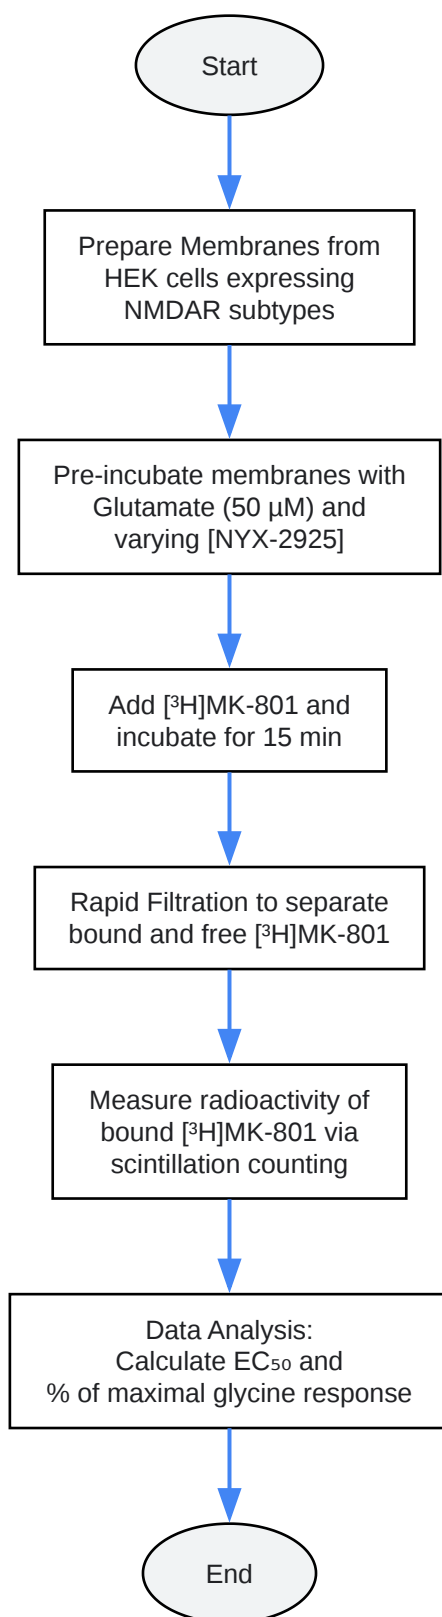 Start
Prepare Membranes from
HEK cells expressing
NMDAR subtypes
Pre-incubate membranes with
Glutamate (50 µM) and
varying [NYX-2925]
Add [³H]MK-801 and
incubate for 15 min
Rapid Filtration to separate
bound and free [³H]MK-801
Measure radioactivity of
bound [³H]MK-801 via
scintillation counting
Data Analysis:
Calculate EC₅₀ and
% of maximal glycine response
End